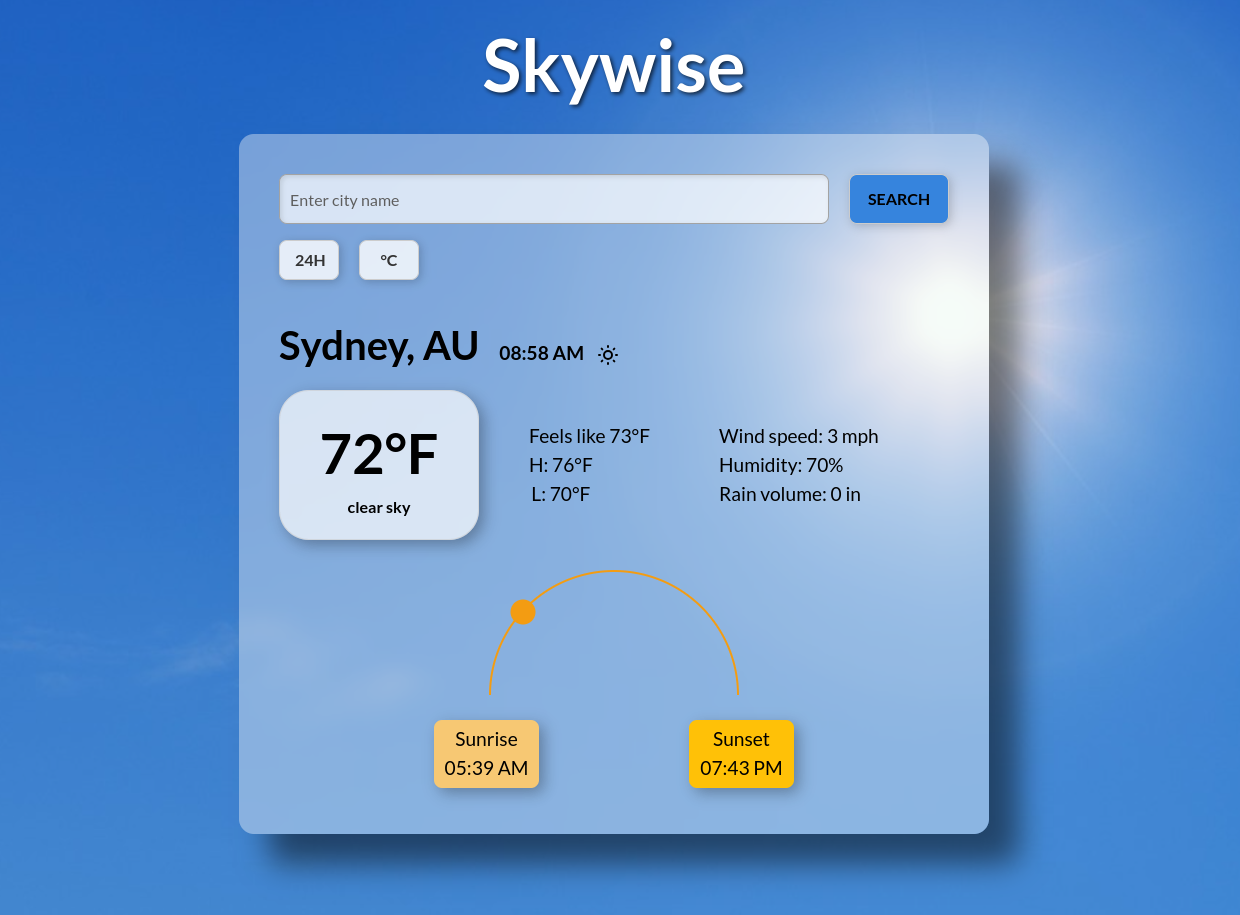 Skywise
Enter city name
SEARCH
24H
°C
Sydney, AU
08:58 AM
72°F
clear sky
Feels like 73°F
H: 76°F
L: 70°F
Wind speed: 3 mph
Humidity: 70%
Rain volume: 0 in
Sunrise
05:39 AM
Sunset
07:43 PM